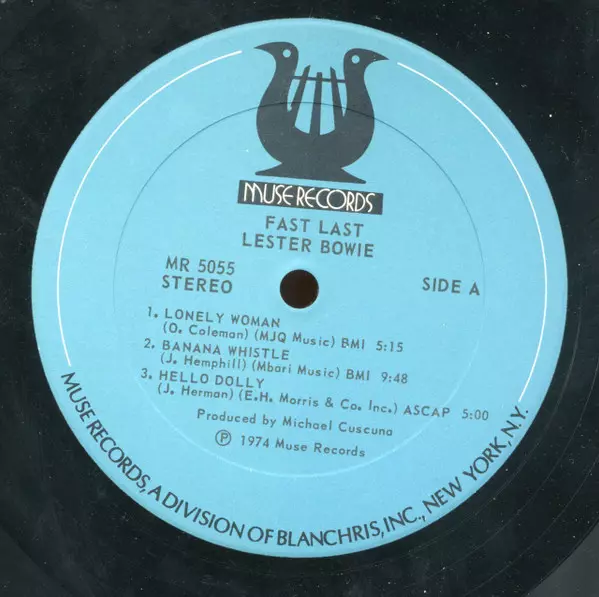 MUSE RECORDS
FAST LAST
LESTER BOWIE
MR 5055
STEREO
SIDE A
1. LONELY WOMAN
(O. Coleman) (MJQ Music) BMI 5:15
2. BANANA WHISTLE
(J. Hemphill) (Mbari Music) BMI 9:48
3. HELLO DOLLY
(J. Herman) (E.H. Morris & Co. Inc.) ASCAP 5:00
Produced by Michael Cuscuna
℗ 1974 Muse Records
MUSE RECORDS, A DIVISION OF BLANCHRIS, INC., NEW YORK, N.Y.